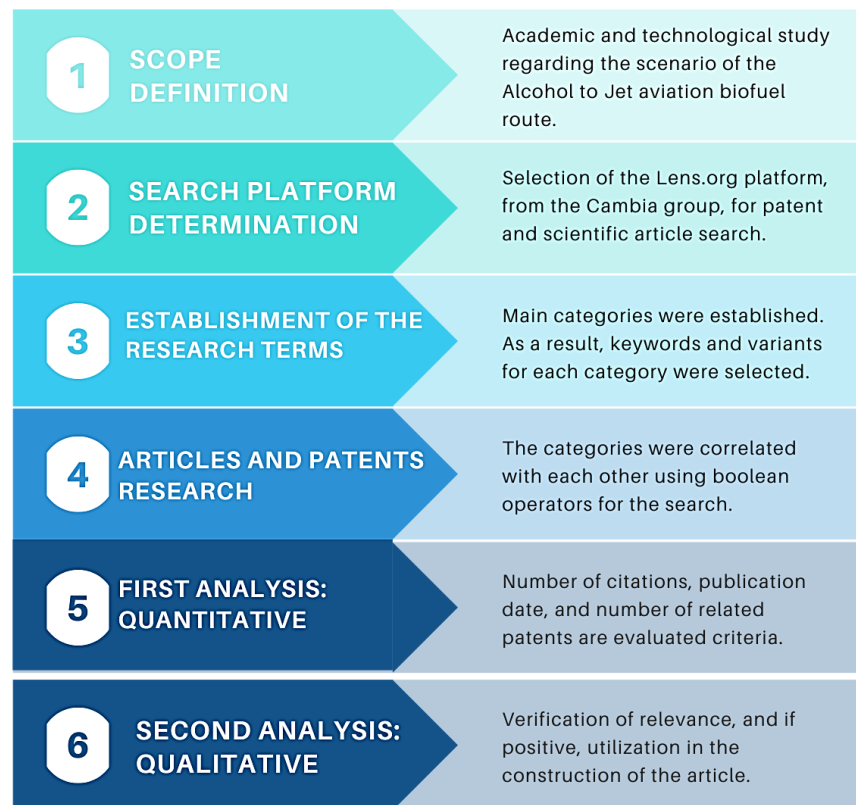 1
SCOPE
DEFINITION
Academic and technological study
regarding the scenario of the
Alcohol to Jet aviation biofuel
route.
2
SEARCH PLATFORM
DETERMINATION
Selection of the Lens.org platform,
from the Cambia group, for patent
and scientific article search.
3
ESTABLISHMENT OF THE
RESEARCH TERMS
Main categories were established.
As a result, keywords and variants
for each category were selected.
4
ARTICLES AND PATENTS
RESEARCH
The categories were correlated
with each other using boolean
operators for the search.
5
FIRST ANALYSIS:
QUANTITATIVE
Number of citations, publication
date, and number of related
patents are evaluated criteria.
6
SECOND ANALYSIS:
QUALITATIVE
Verification of relevance, and if
positive, utilization in the
construction of the article.